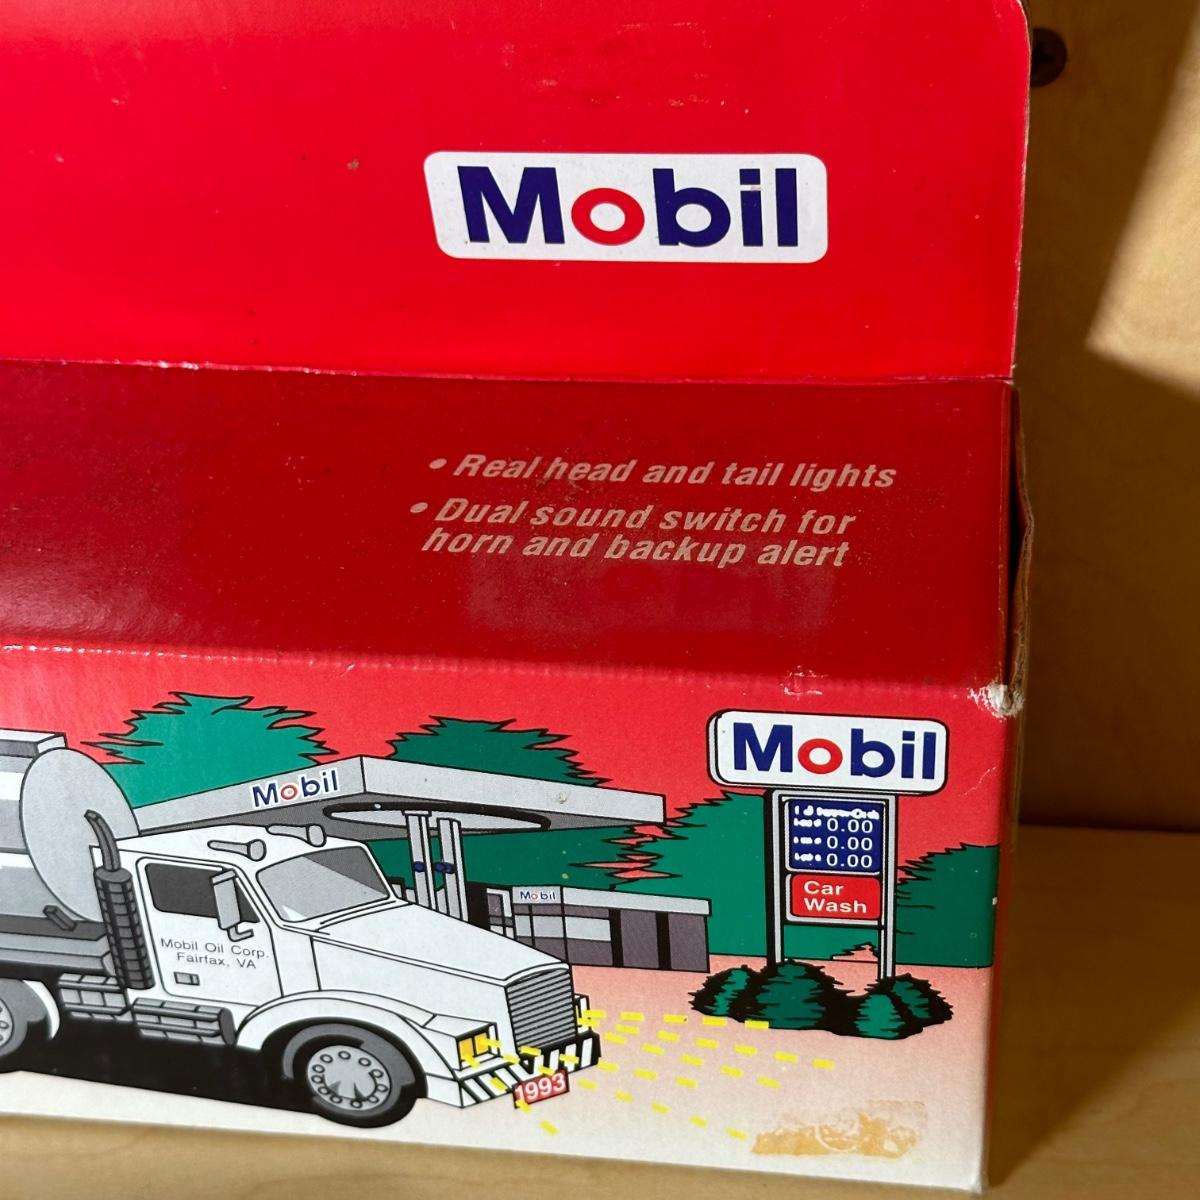 Mobil
• Real head and tail lights
• Dual sound switch for
horn and backup alert
Mobil
Mobil
0.00
0.00
0.00
Car
Wash
Mobil
Mobil Oil Corp.
Fairfax, VA
1993